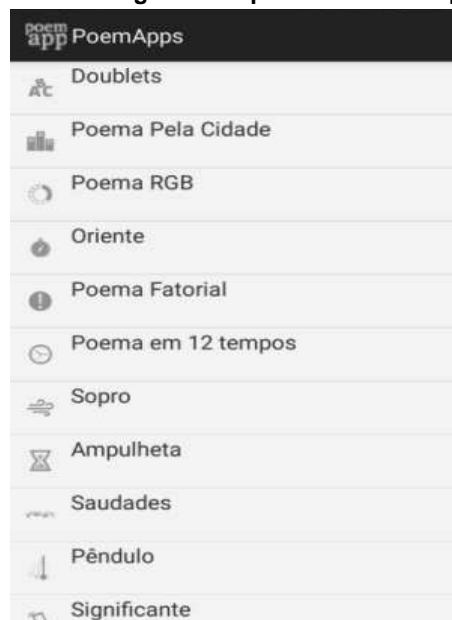 poem
app PoemApps
Doublets
Poema Pela Cidade
Poema RGB
Oriente
Poema Fatorial
Poema em 12 tempos
Sopro
Ampulheta
Saudades
Pêndulo
Significante